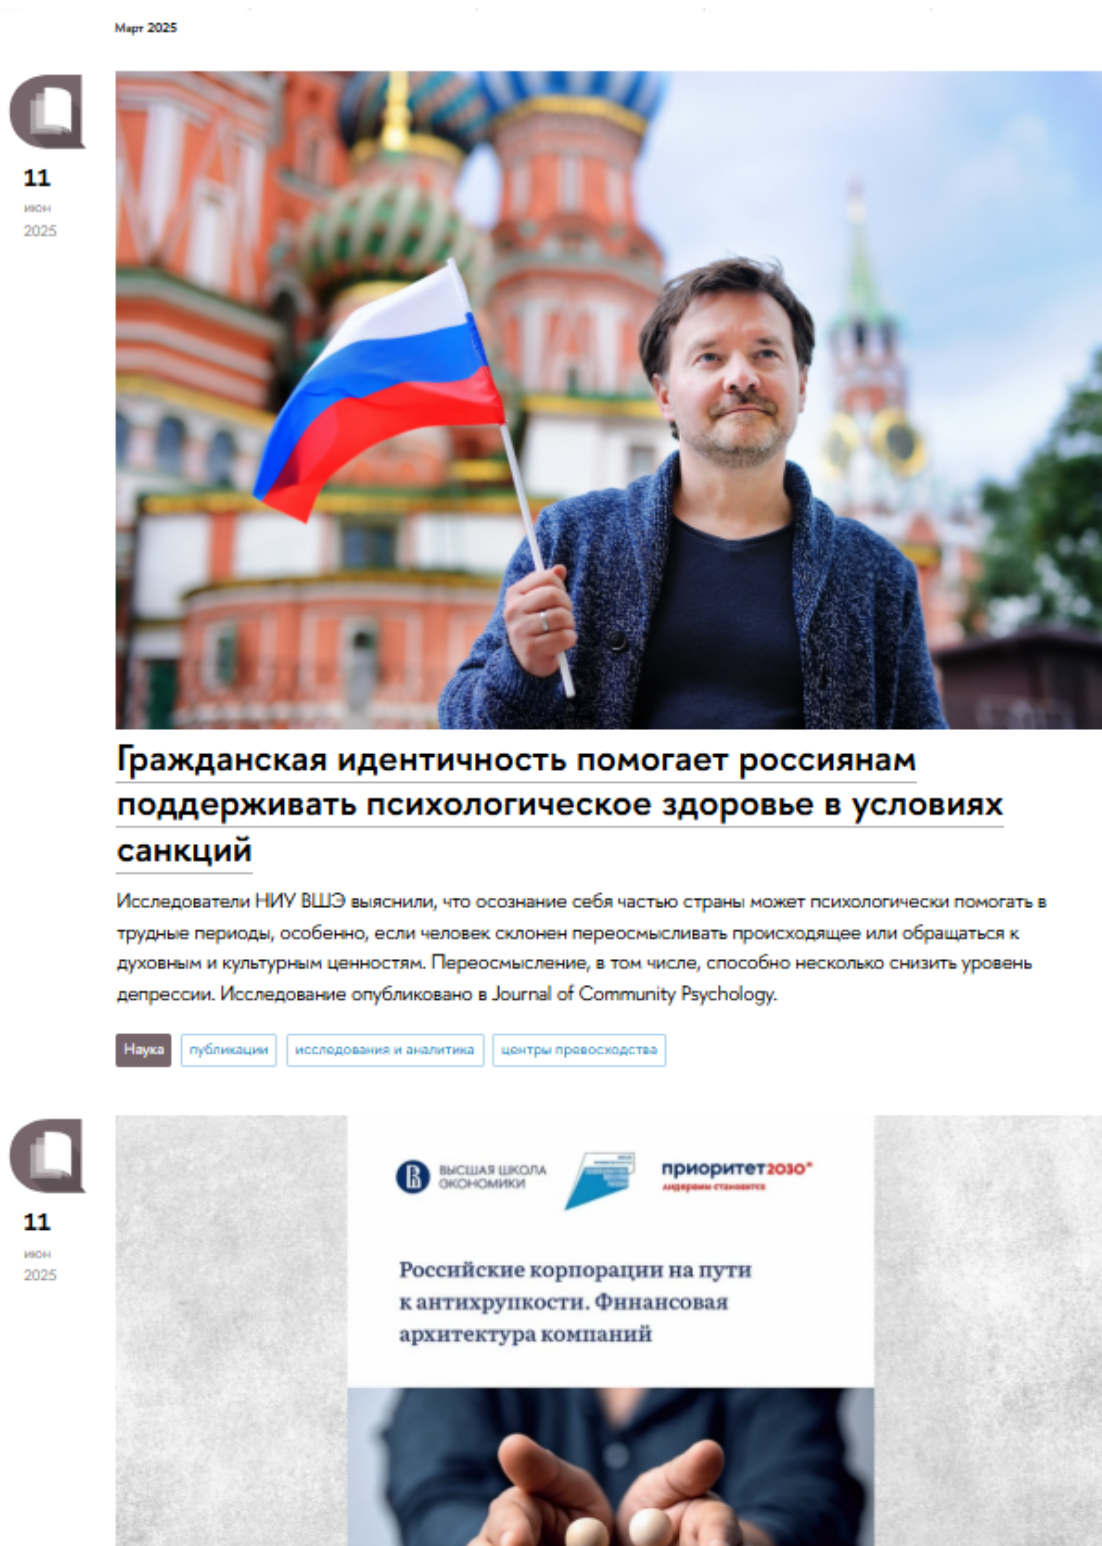 Март 2025
11
июн
2025
Гражданская идентичность помогает россиянам
поддерживать психологическое здоровье в условиях
санкций
Исследователи НИУ ВШЭ выяснили, что осознание себя частью страны может психологически помогать в
трудные периоды, особенно, если человек склонен переосмысливать происходящее или обращаться к
духовным и культурным ценностям. Переосмысление, в том числе, способно несколько снизить уровень
депрессии. Исследование опубликовано в Journal of Community Psychology.
Наука публикации исследования и аналитика центры превосходства
11
июн
2025
ВЫСШАЯ ШКОЛА
ЭКОНОМИКИ
приоритет2030*
лидерами становятся
Российские корпорации на пути
к антихрупкости. Финансовая
архитектура компаний